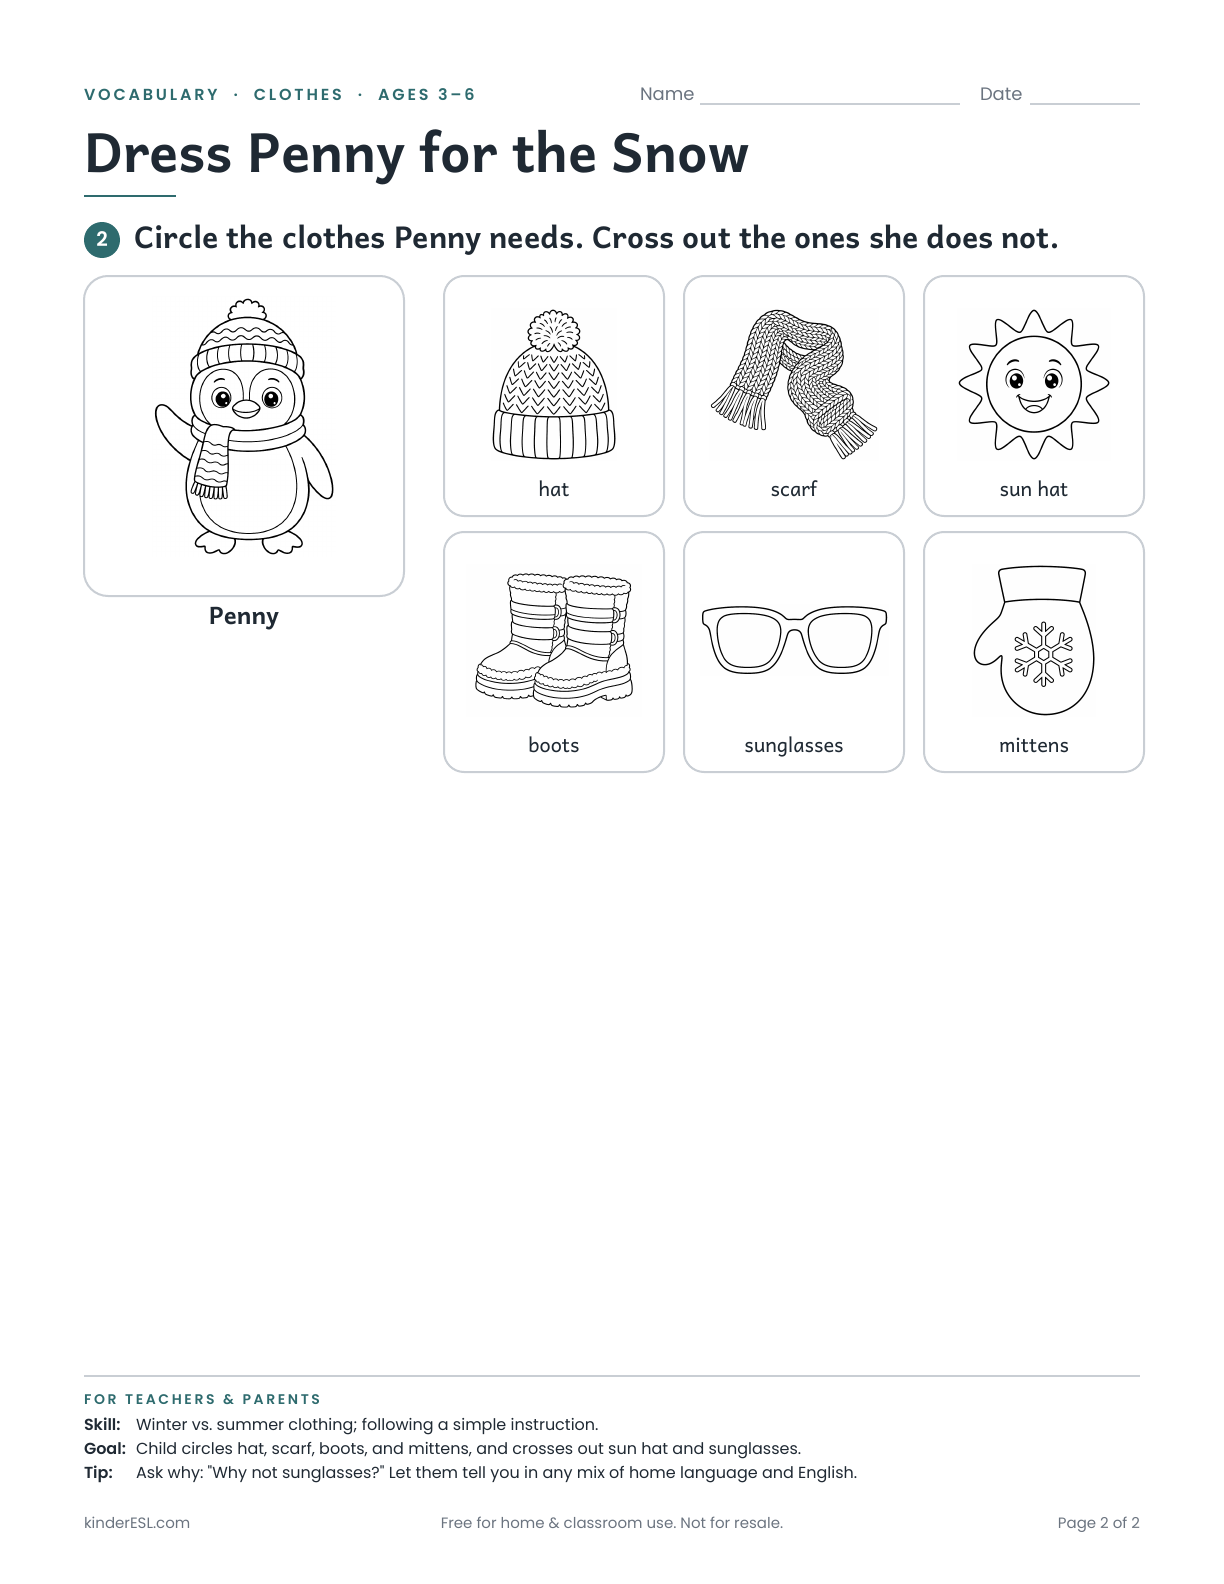 VOCABULARY · CLOTHES · AGES 3–6
Name
Date
Dress Penny for the Snow
2 Circle the clothes Penny needs. Cross out the ones she does not.
Penny
hat
scarf
sun hat
boots
sunglasses
mittens
FOR TEACHERS & PARENTS
Skill: Winter vs. summer clothing; following a simple instruction.
Goal: Child circles hat, scarf, boots, and mittens, and crosses out sun hat and sunglasses.
Tip: Ask why: "Why not sunglasses?" Let them tell you in any mix of home language and English.
kinderESL.com
Free for home & classroom use. Not for resale.
Page 2 of 2